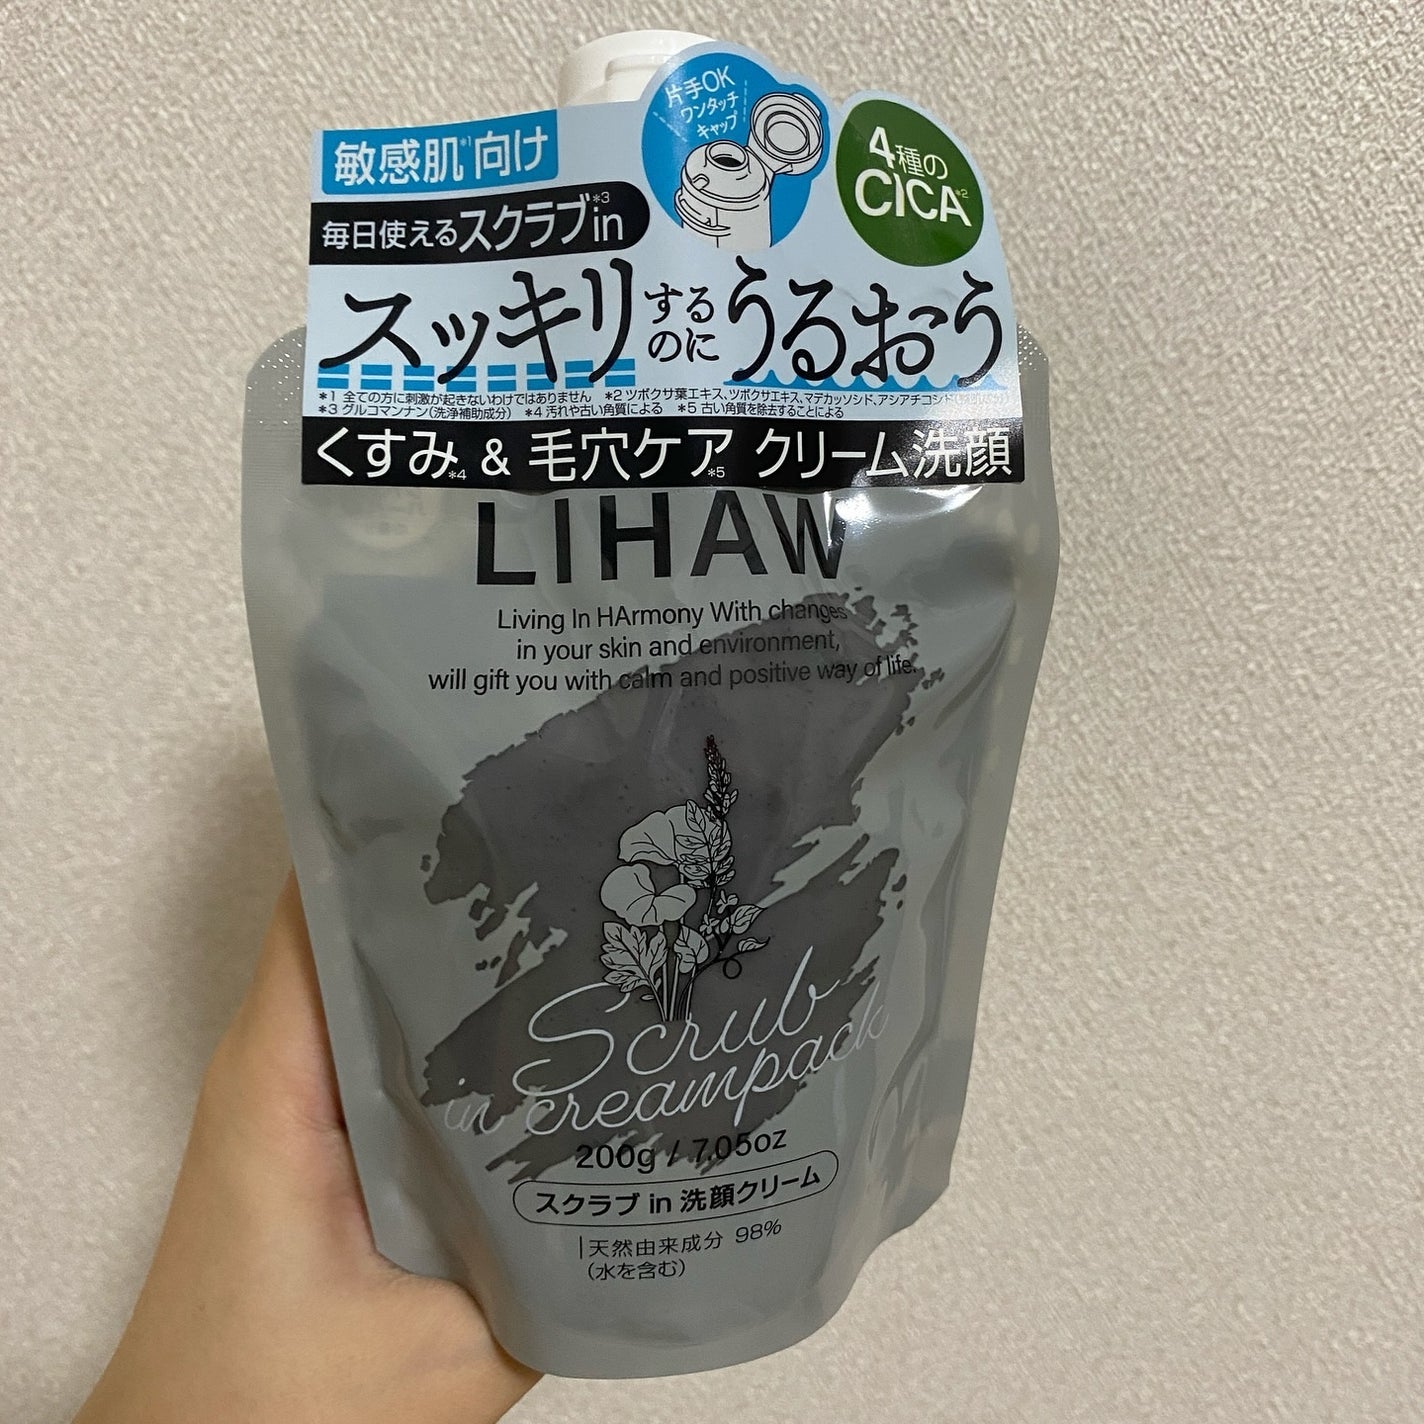 片手OK
ワンタッチ
キャップ
4種の
CICA*2
敏感肌*1向け
毎日使えるスクラブin*3
スッキリするのにうるおう
*1 全ての方に刺激が起きないわけではありません *2 ツボクサ葉エキス、ツボクサエキス、マデカッソシド、アシアチコシド
*3 グルコマンナン(洗浄補助成分) *4 汚れや古い角質による *5 古い角質を除去することによる
くすみ*4 & 毛穴ケア*5 クリーム洗顔
LIHAW
Living In HArmony With changes
in your skin and environment,
will gift you with calm and positive way of life.
Scrub
in creampack
200g / 7.05oz
スクラブ in 洗顔クリーム
天然由来成分 98%
(水を含む)